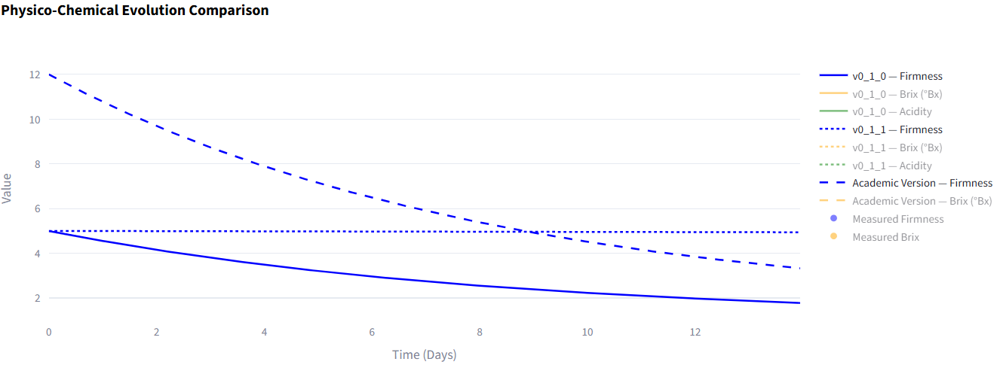 Physico-Chemical Evolution Comparison
12
10
8
6
4
2
Value
0 2 4 6 8 10 12
Time (Days)
v0_1_0 — Firmness
v0_1_0 — Brix (°Bx)
v0_1_0 — Acidity
v0_1_1 — Firmness
v0_1_1 — Brix (°Bx)
v0_1_1 — Acidity
Academic Version — Firmness
Academic Version — Brix (°Bx)
Measured Firmness
Measured Brix